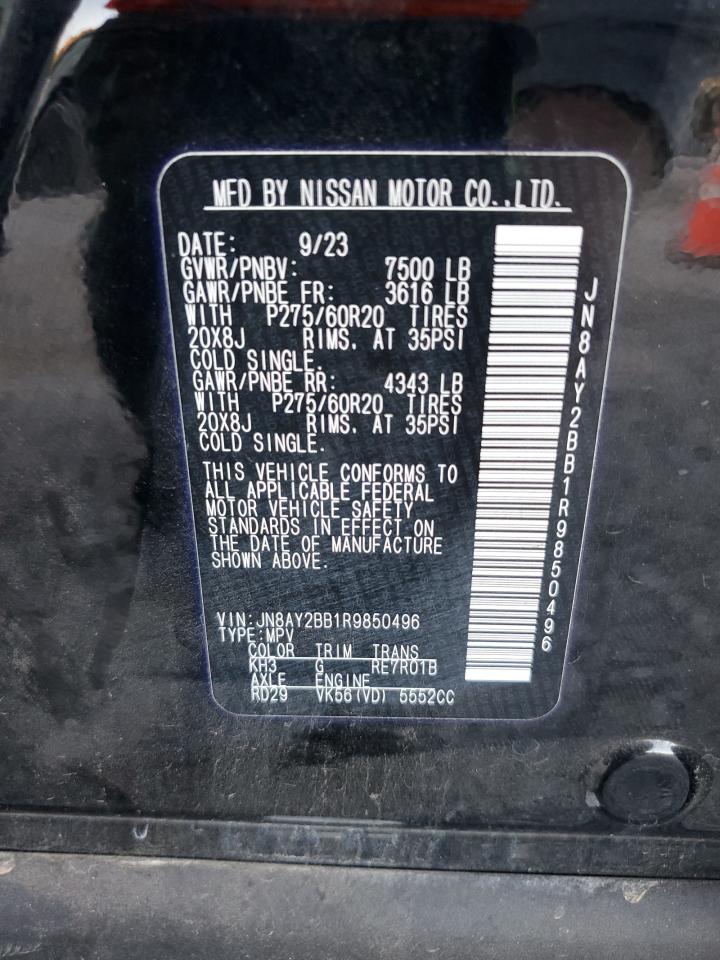 MFD BY NISSAN MOTOR CO.,LTD.
DATE: 9/23
GVWR/PNBV: 7500 LB
GAWR/PNBE FR: 3616 LB
WITH P275/60R20 TIRES
20X8J RIMS, AT 35PSI
COLD SINGLE.
GAWR/PNBE RR: 4343 LB
WITH P275/60R20 TIRES
20X8J RIMS. AT 35PSI
COLD SINGLE.
THIS VEHICLE CONFORMS TO
ALL APPLICABLE FEDERAL
MOTOR VEHICLE SAFETY
STANDARDS IN EFFECT ON
THE DATE OF MANUFACTURE
SHOWN ABOVE.
VIN:JN8AY2BB1R9850496
TYPE:MPV
COLOR TRIM TRANS
KH3 G RE7R01B
AXLE ENGINE
RD29 VK56(VD) 5552CC
JN8AY2BB1R9850496